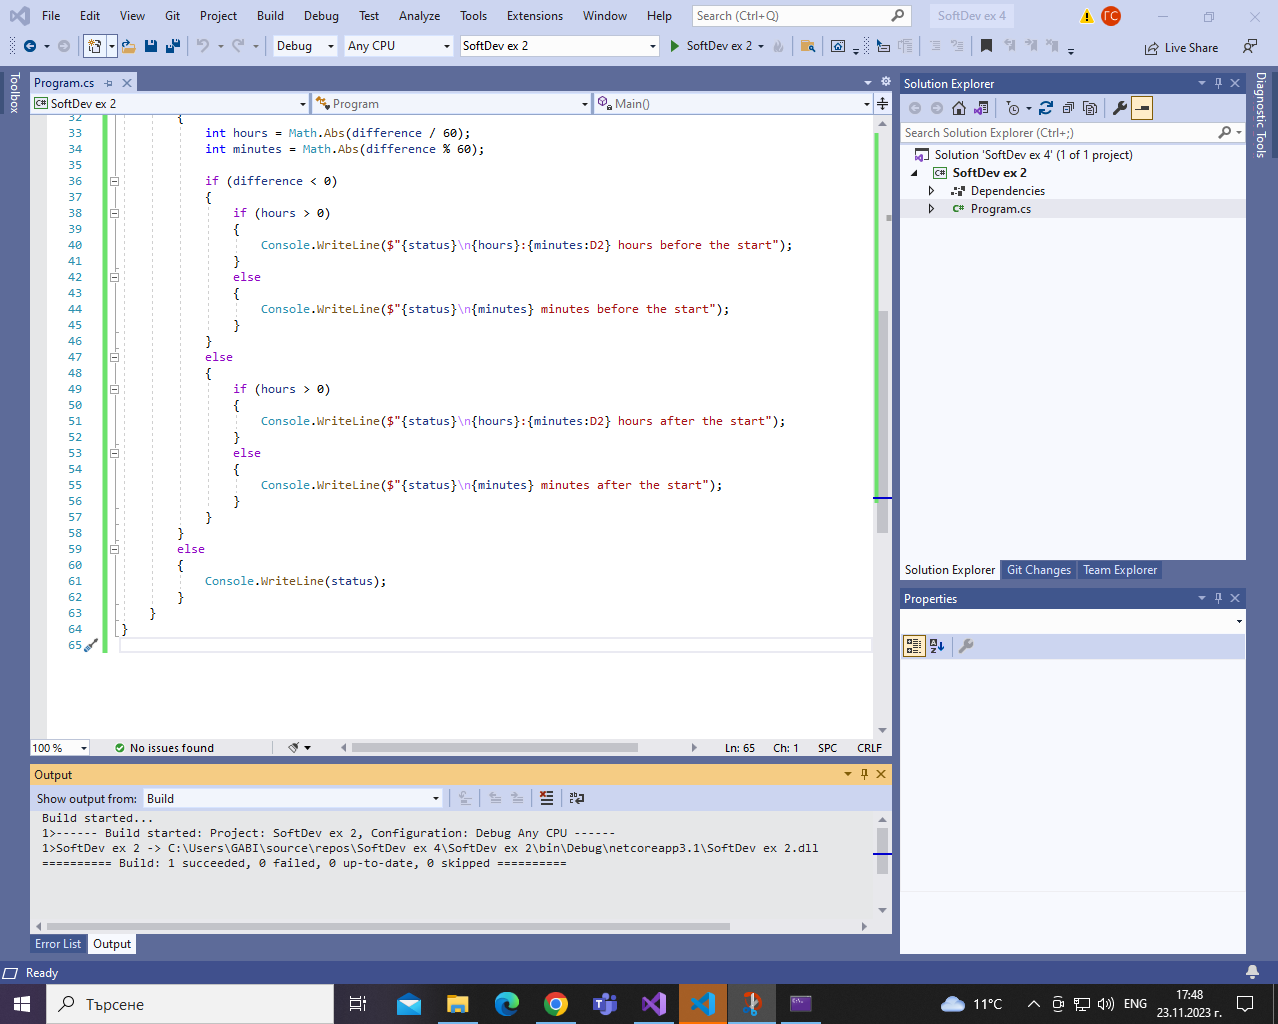 File Edit View Git Project Build Debug Test Analyze Tools Extensions Window Help Search (Ctrl+Q) SoftDev ex 4 ГС
Debug Any CPU SoftDev ex 2 SoftDev ex 2 Live Share
Toolbox
Program.cs
SoftDev ex 2 Program Main()
32 {
33 int hours = Math.Abs(difference / 60);
34 int minutes = Math.Abs(difference % 60);
35
36 if (difference < 0)
37 {
38 if (hours > 0)
39 {
40 Console.WriteLine($"{status}\n{hours}:{minutes:D2} hours before the start");
41 }
42 else
43 {
44 Console.WriteLine($"{status}\n{minutes} minutes before the start");
45 }
46 }
47 else
48 {
49 if (hours > 0)
50 {
51 Console.WriteLine($"{status}\n{hours}:{minutes:D2} hours after the start");
52 }
53 else
54 {
55 Console.WriteLine($"{status}\n{minutes} minutes after the start");
56 }
57 }
58 }
59 else
60 {
61 Console.WriteLine(status);
62 }
63 }
64 }
65
100 % No issues found Ln: 65 Ch: 1 SPC CRLF
Output
Show output from: Build
Build started...
1>------ Build started: Project: SoftDev ex 2, Configuration: Debug Any CPU ------
1>SoftDev ex 2 -> C:\Users\GABI\source\repos\SoftDev ex 4\SoftDev ex 2\bin\Debug\netcoreapp3.1\SoftDev ex 2.dll
========== Build: 1 succeeded, 0 failed, 0 up-to-date, 0 skipped ==========
Error List Output
Solution Explorer
Search Solution Explorer (Ctrl+;)
Solution 'SoftDev ex 4' (1 of 1 project)
C# SoftDev ex 2
Dependencies
C# Program.cs
Solution Explorer Git Changes Team Explorer
Properties
Diagnostic Tools
Ready
Търсене
11°C ENG 17:48
23.11.2023 г.